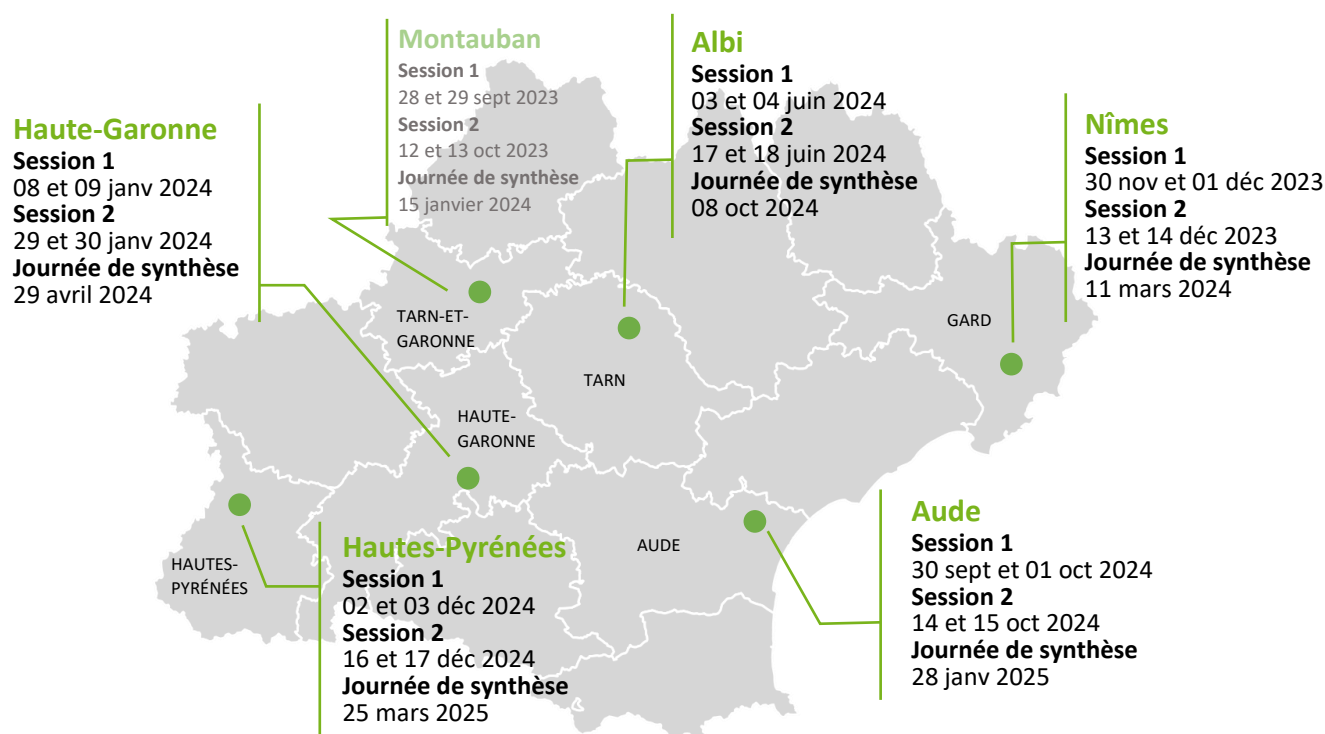 Montauban
Session 1
28 et 29 sept 2023
Session 2
12 et 13 oct 2023
Journée de synthèse
15 janvier 2024
Albi
Session 1
03 et 04 juin 2024
Session 2
17 et 18 juin 2024
Journée de synthèse
08 oct 2024
Nîmes
Session 1
30 nov et 01 déc 2023
Session 2
13 et 14 déc 2023
Journée de synthèse
11 mars 2024
Haute-Garonne
Session 1
08 et 09 janv 2024
Session 2
29 et 30 janv 2024
Journée de synthèse
29 avril 2024
TARN-ET-
GARONNE
GARD
TARN
HAUTE-
GARONNE
HAUTES-
PYRÉNÉES
AUDE
Hautes-Pyrénées
Session 1
02 et 03 déc 2024
Session 2
16 et 17 déc 2024
Journée de synthèse
25 mars 2025
Aude
Session 1
30 sept et 01 oct 2024
Session 2
14 et 15 oct 2024
Journée de synthèse
28 janv 2025